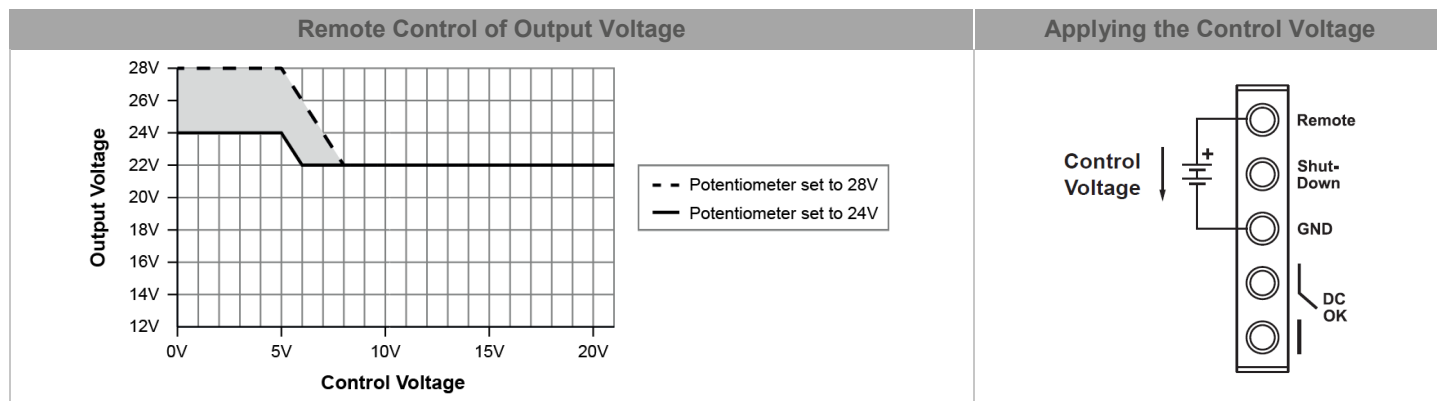 Remote Control of Output Voltage
Applying the Control Voltage
28V
26V
24V
22V
20V
18V
16V
14V
12V
Output Voltage
0V
5V
10V
15V
20V
Control Voltage
Potentiometer set to 28V
Potentiometer set to 24V
Control
Voltage
+
Remote
Shut-
Down
GND
DC
OK